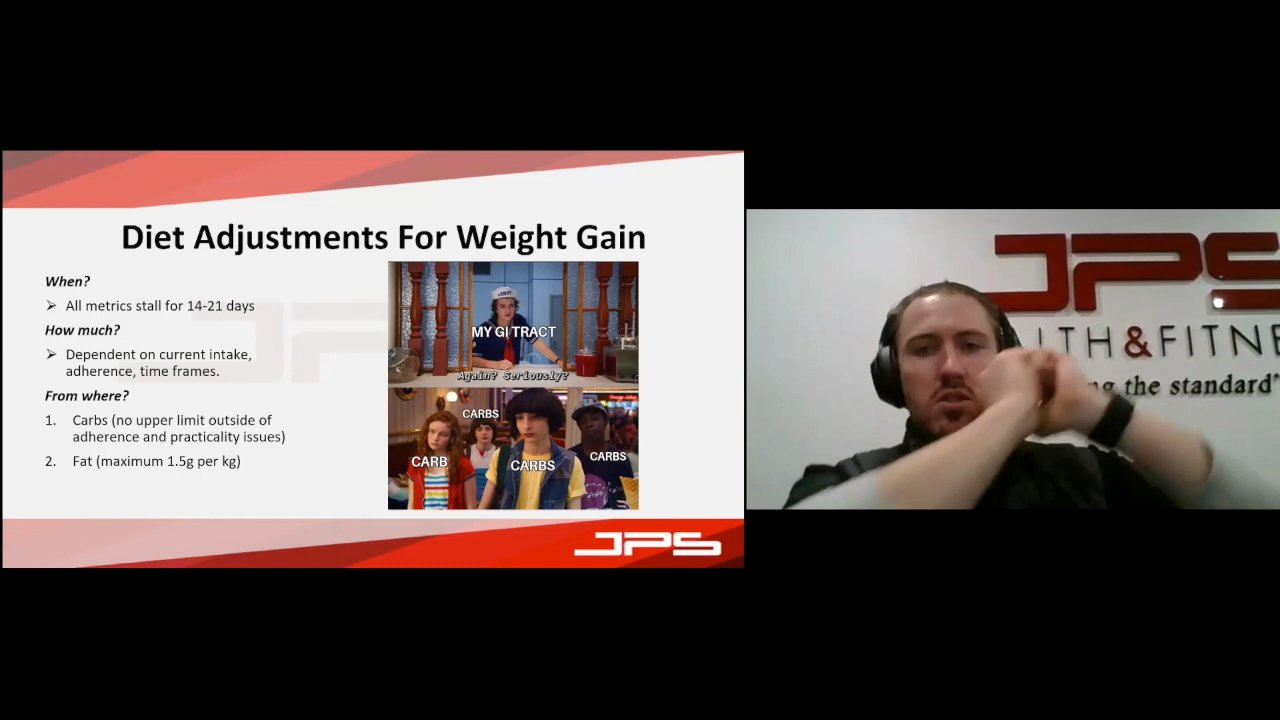 Diet Adjustments For Weight Gain
When?
➢ All metrics stall for 14-21 days
How much?
➢ Dependent on current intake,
adherence, time frames.
From where?
1. Carbs (no upper limit outside of
adherence and practicality issues)
2. Fat (maximum 1.5g per kg)
AHOY
MY GI TRACT
Again? Seriously?
CARBS
CARB
CARBS
CARBS
JPS
JPS
LTH&FITNE
the standard"